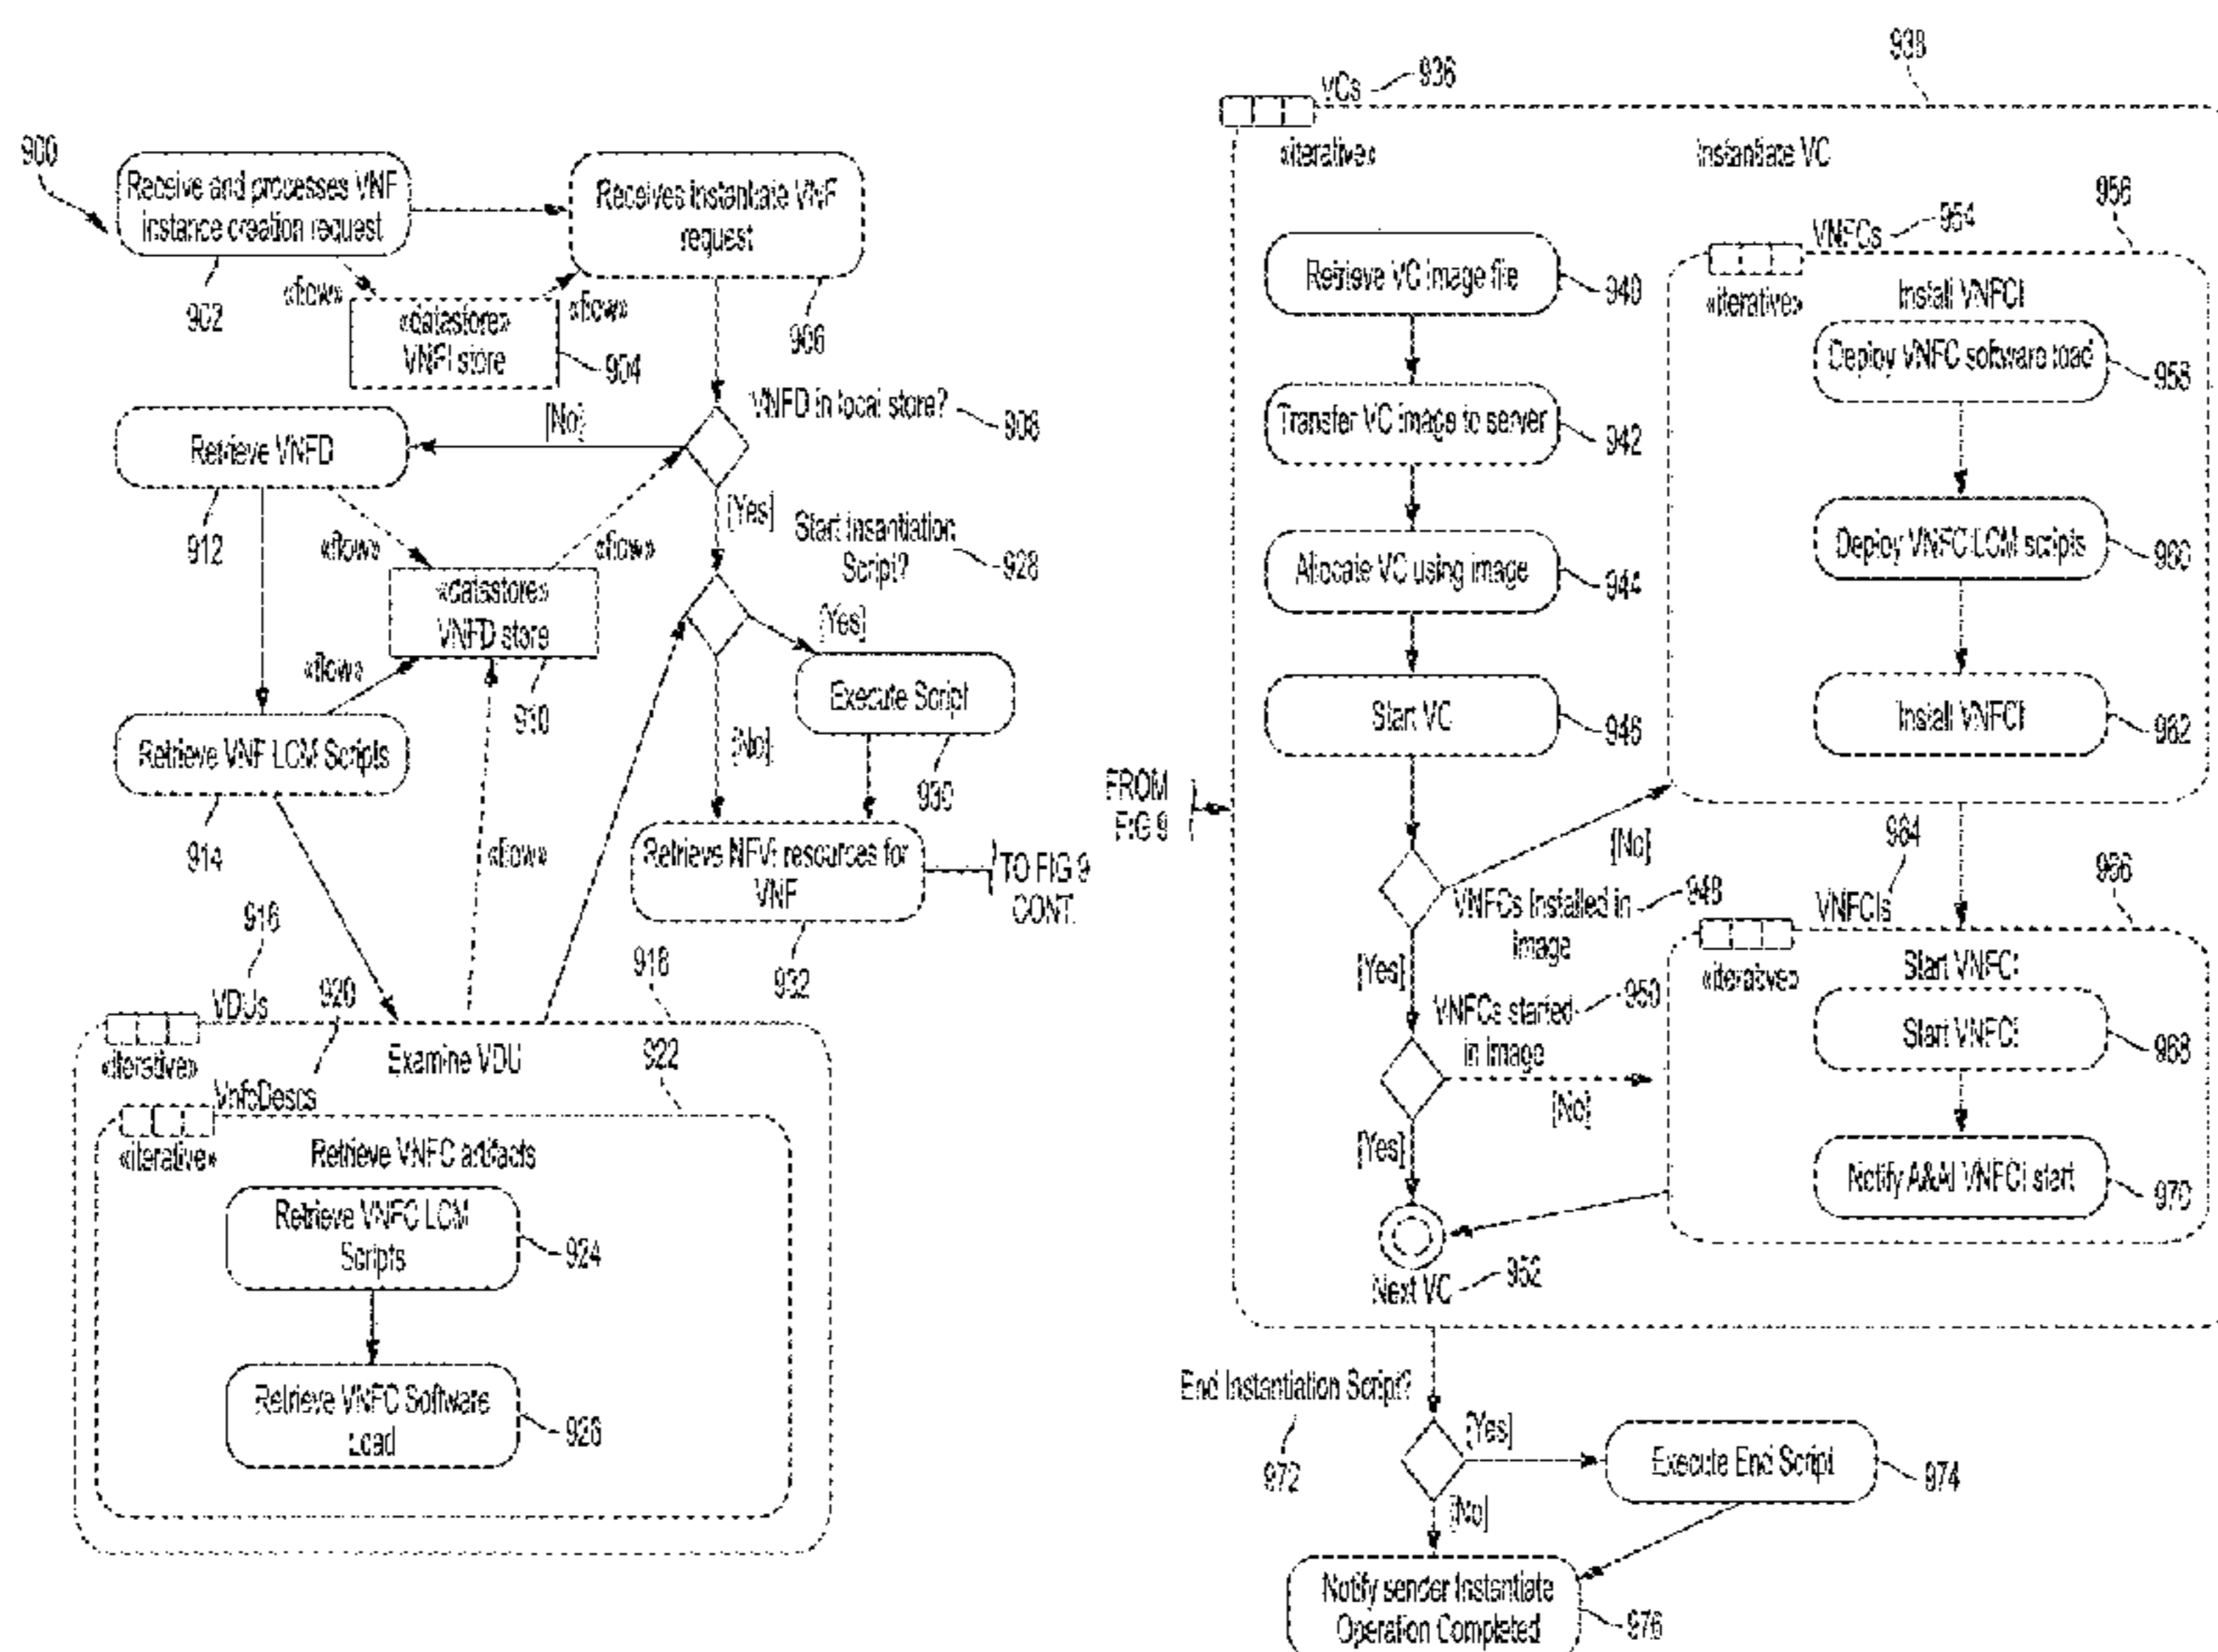 900
Receive and processes VNF
instance creation request
902
Receives instantiate VNF
request
906
«flow»
«flow»
«datastore»
VNFI store
904
VNFD in local store?
908
[No]
[Yes]
Retrieve VNFD
912
«flow»
«flow»
«datastore»
VNFD store
910
Start Insantiation
Script?
928
[Yes]
[No]
Execute Script
930
«flow»
Retrieve VNF LCM Scripts
914
«flow»
Retrieve NFVI resources for
VNF
932
TO FIG 9
CONT.
916
VDUs
918
«iterative»
Examine VDU
920
VnfcDescs
922
«iterative»
Retrieve VNFC artifacts
Retrieve VNFC LCM
Scripts
924
Retrieve VNFC Software
Load
926
FROM
FIG 9
VCs
936
938
«iterative»
Instantiate VC
Retrieve VC image file
940
Transfer VC image to server
942
Allocate VC using image
944
Start VC
946
[No]
VNFCs Installed in
image
948
[Yes]
VNFCs started
in image
950
[No]
[Yes]
Next VC
952
VNFCs
954
956
«iterative»
Install VNFCI
Deploy VNFC software load
958
Deploy VNFC LCM scripts
960
Install VNFCI
962
964
VNFCIs
966
«iterative»
Start VNFCI
Start VNFCI
968
Notify A&AI VNFCI start
970
End Instantiation Script?
972
[Yes]
[No]
Execute End Script
974
Notify sender Instantiate
Operation Completed
976